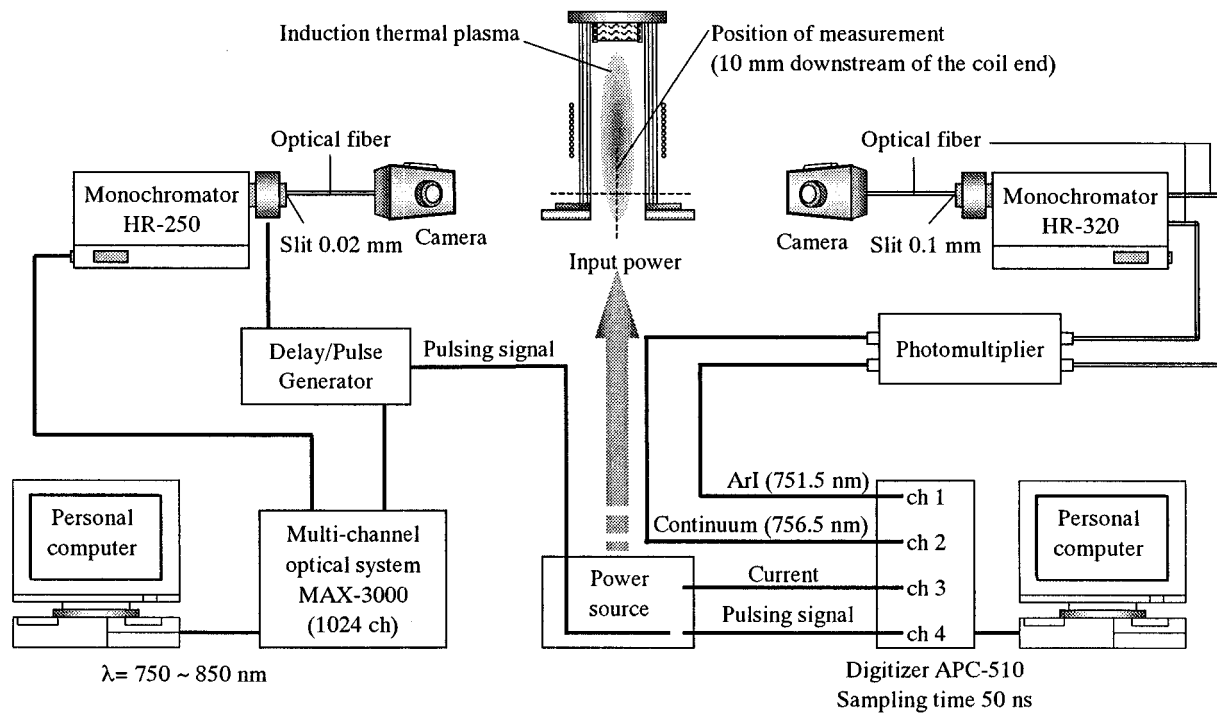 Induction thermal plasma
Position of measurement
(10 mm downstream of the coil end)
Optical fiber
Monochromator
HR-250
Slit 0.02 mm
Camera
Input power
Optical fiber
Camera
Slit 0.1 mm
Monochromator
HR-320
Delay/Pulse
Generator
Pulsing signal
Photomultiplier
Personal
computer
Multi-channel
optical system
MAX-3000
(1024 ch)
λ= 750 ~ 850 nm
Power
source
ArI (751.5 nm)
Continuum (756.5 nm)
Current
Pulsing signal
ch 1
ch 2
ch 3
ch 4
Personal
computer
Digitizer APC-510
Sampling time 50 ns